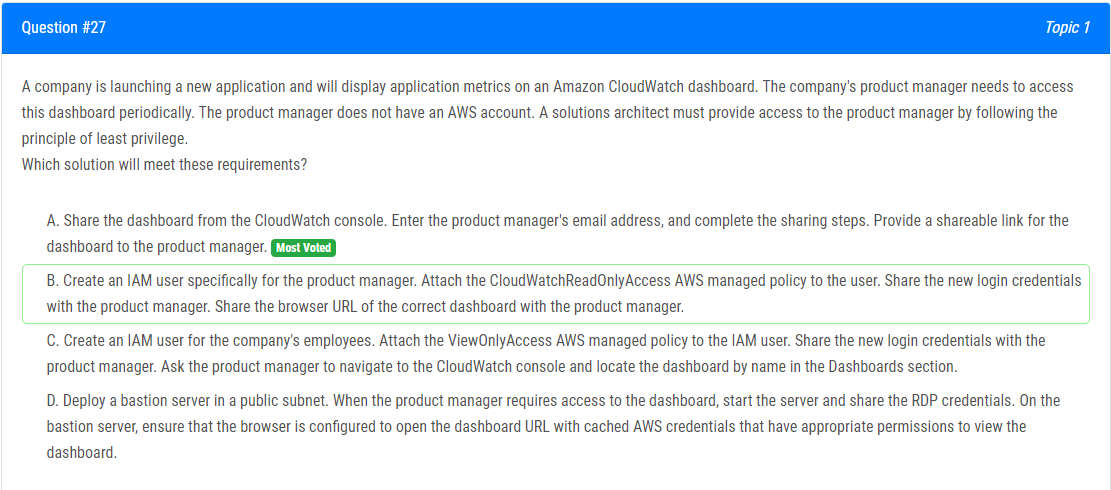 Question #27
Topic 1
A company is launching a new application and will display application metrics on an Amazon CloudWatch dashboard. The company's product manager needs to access
this dashboard periodically. The product manager does not have an AWS account. A solutions architect must provide access to the product manager by following the
principle of least privilege.
Which solution will meet these requirements?
A. Share the dashboard from the CloudWatch console. Enter the product manager's email address, and complete the sharing steps. Provide a shareable link for the
dashboard to the product manager. Most Voted
B. Create an IAM user specifically for the product manager. Attach the CloudWatchReadOnlyAccess AWS managed policy to the user. Share the new login credentials
with the product manager. Share the browser URL of the correct dashboard with the product manager.
C. Create an IAM user for the company's employees. Attach the ViewOnlyAccess AWS managed policy to the IAM user. Share the new login credentials with the
product manager. Ask the product manager to navigate to the CloudWatch console and locate the dashboard by name in the Dashboards section.
D. Deploy a bastion server in a public subnet. When the product manager requires access to the dashboard, start the server and share the RDP credentials. On the
bastion server, ensure that the browser is configured to open the dashboard URL with cached AWS credentials that have appropriate permissions to view the
dashboard.